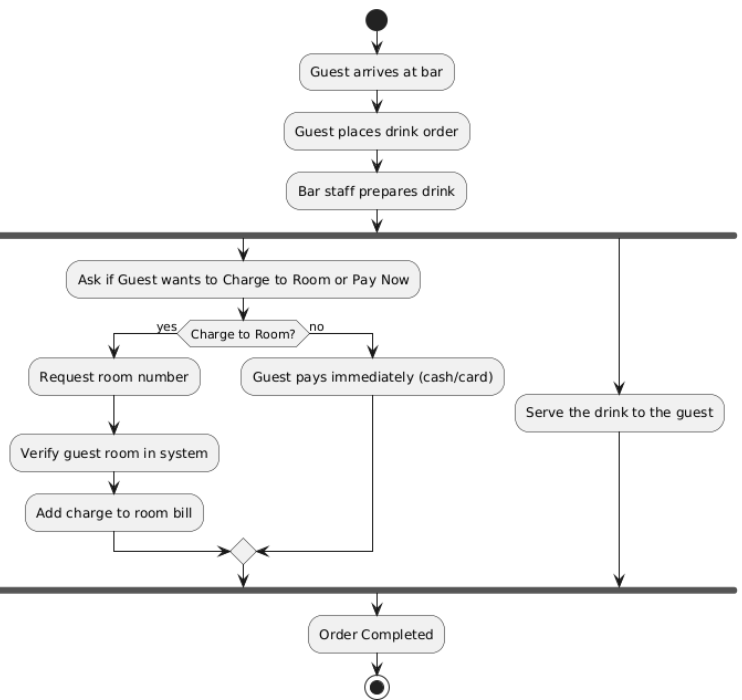 Guest arrives at bar
Guest places drink order
Bar staff prepares drink
Ask if Guest wants to Charge to Room or Pay Now
yes
Charge to Room?
no
Request room number
Guest pays immediately (cash/card)
Serve the drink to the guest
Verify guest room in system
Add charge to room bill
Order Completed